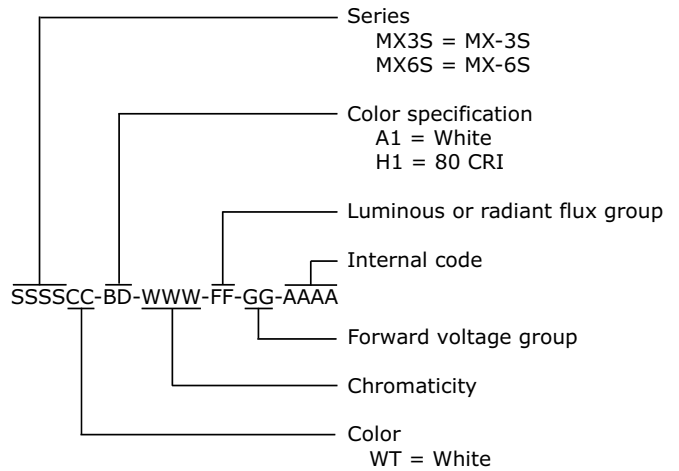 Series
MX3S = MX-3S
MX6S = MX-6S
Color specification
A1 = White
H1 = 80 CRI
Luminous or radiant flux group
Internal code
SSSSCC-BD-WWW-FF-GG-AAAA
Forward voltage group
Chromaticity
Color
WT = White